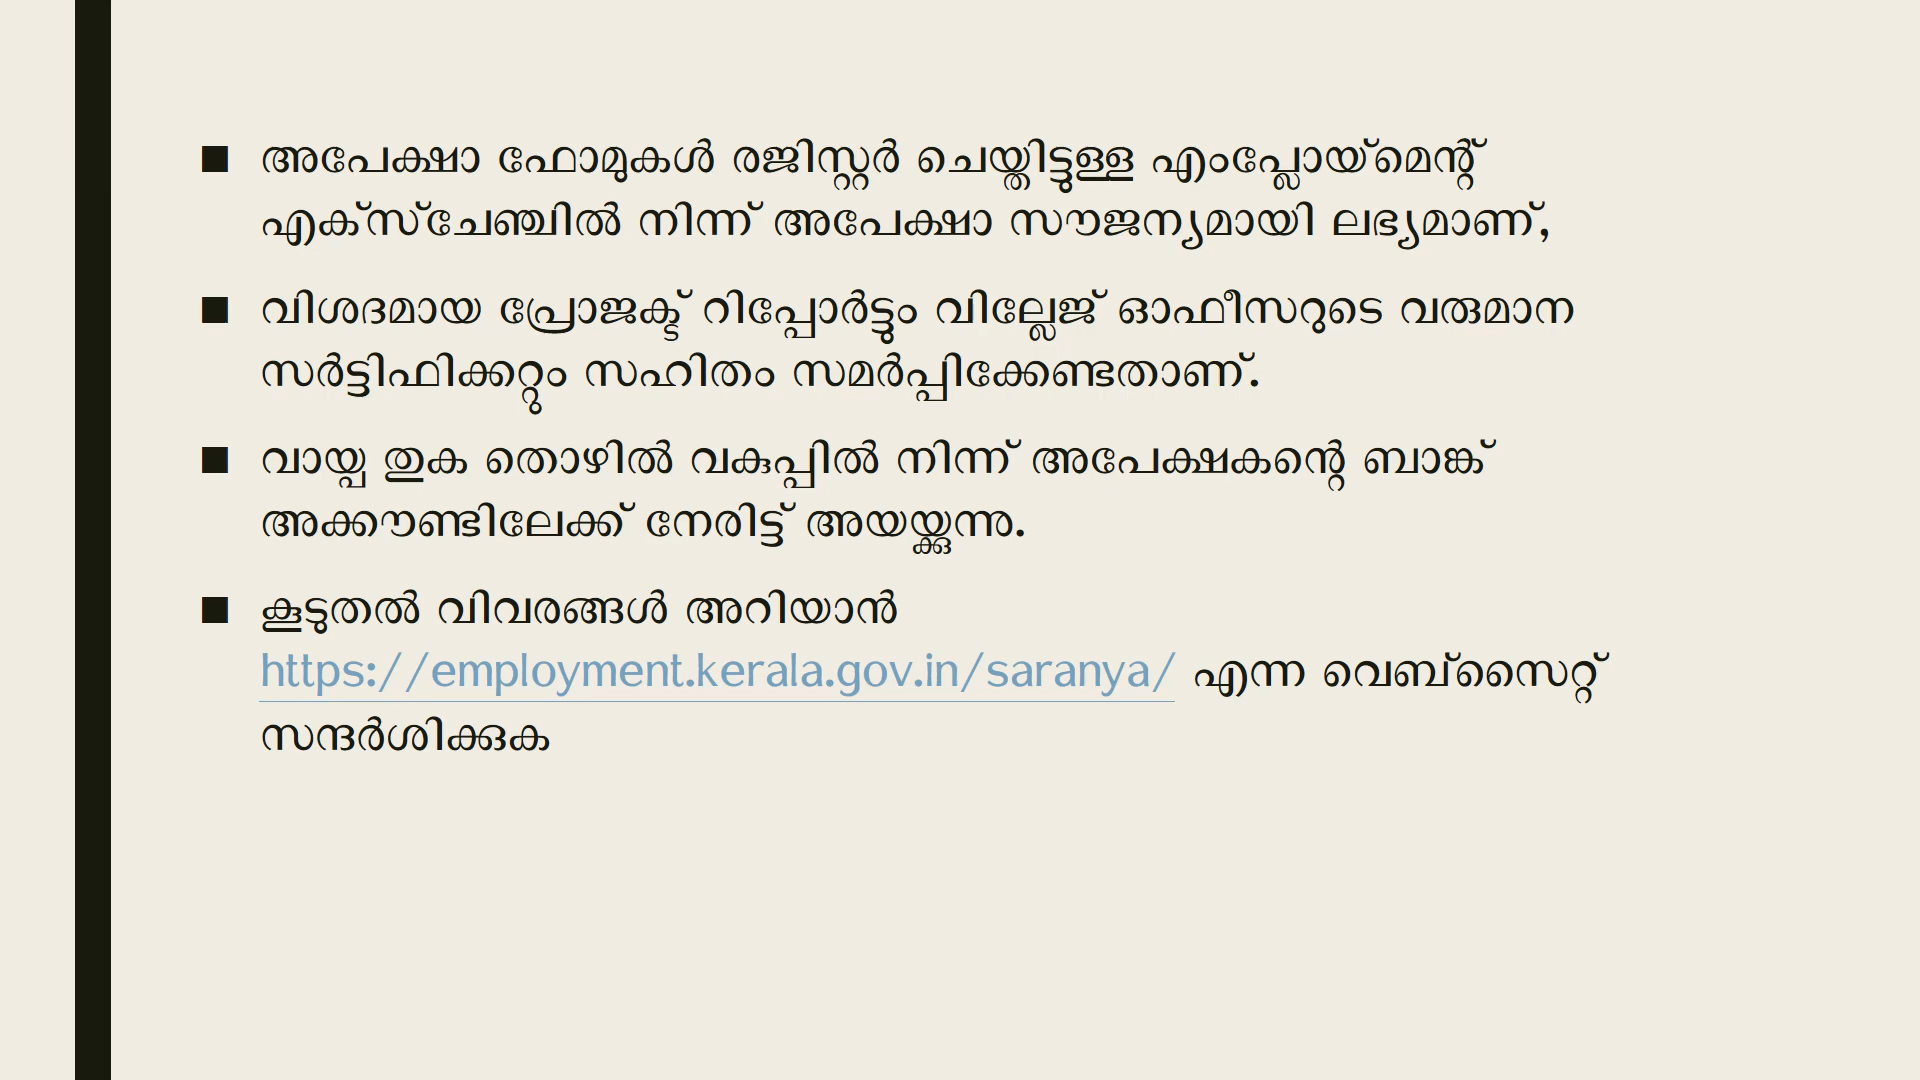 ■ അപേക്ഷാ ഫോമുകൾ രജിസ്റ്റർ ചെയ്തിട്ടുള്ള എംപ്ലോയ്‌മെന്റ്
എക്സ്ചേഞ്ചിൽ നിന്ന് അപേക്ഷാ സൗജന്യമായി ലഭ്യമാണ്,
■ വിശദമായ പ്രോജക്ട് റിപ്പോർട്ടും വില്ലേജ് ഓഫീസറുടെ വരുമാന
സർട്ടിഫിക്കറ്റും സഹിതം സമർപ്പിക്കേണ്ടതാണ്.
■ വായ്പ തുക തൊഴിൽ വകുപ്പിൽ നിന്ന് അപേക്ഷകന്റെ ബാങ്ക്
അക്കൗണ്ടിലേക്ക് നേരിട്ട് അയയ്ക്കുന്നു.
■ കൂടുതൽ വിവരങ്ങൾ അറിയാൻ
https://employment.kerala.gov.in/saranya/ എന്ന വെബ്സൈറ്റ്
സന്ദർശിക്കുക